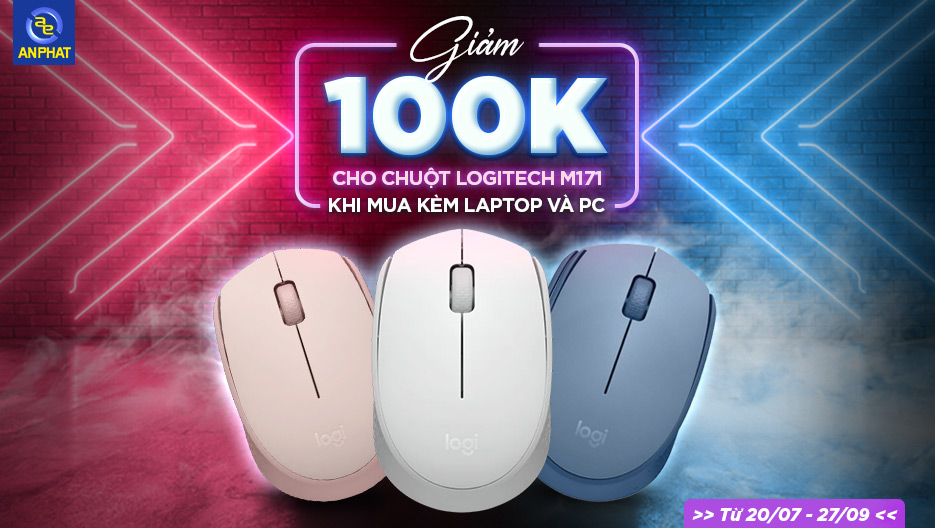 ae
ANPHAT
Giảm
100K
CHO CHUỘT LOGITECH M171
KHI MUA KÈM LAPTOP VÀ PC
logi
logi
logi
>> Từ 20/07 - 27/09 <<